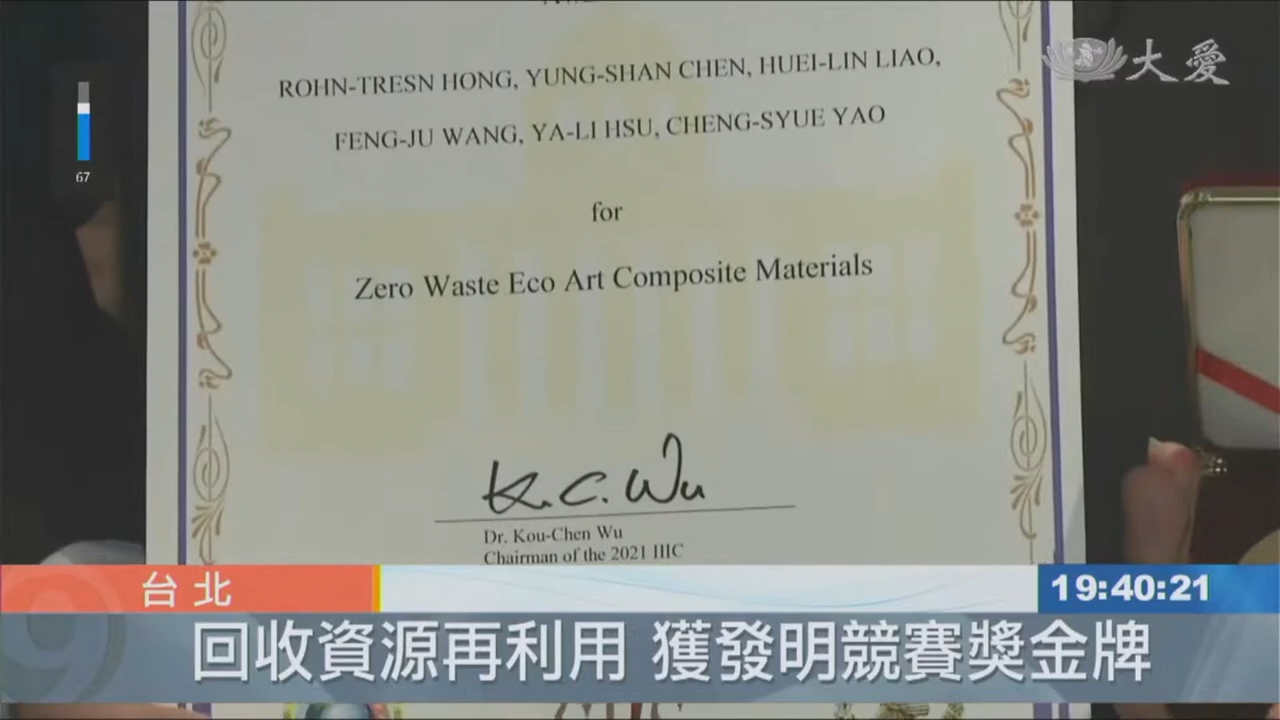 大愛
ROHN-TRESN HONG, YUNG-SHAN CHEN, HUEI-LIN LIAO,
FENG-JU WANG, YA-LI HSU, CHENG-SYUE YAO
67
for
Zero Waste Eco Art Composite Materials
K. C. Wu
Dr. Kou-Chen Wu
Chairman of the 2021 IIIC
台北
19:40:21
回收資源再利用 獲發明競賽獎金牌